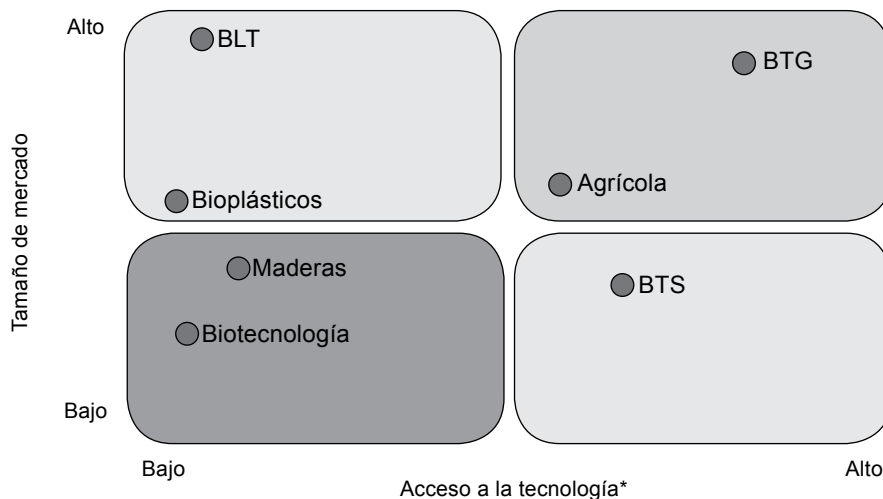 Alto
BLT
BTG
Tamaño de mercado
Bioplásticos
Agrícola
Maderas
BTS
Biotecnología
Bajo
Bajo
Alto
Acceso a la tecnología*